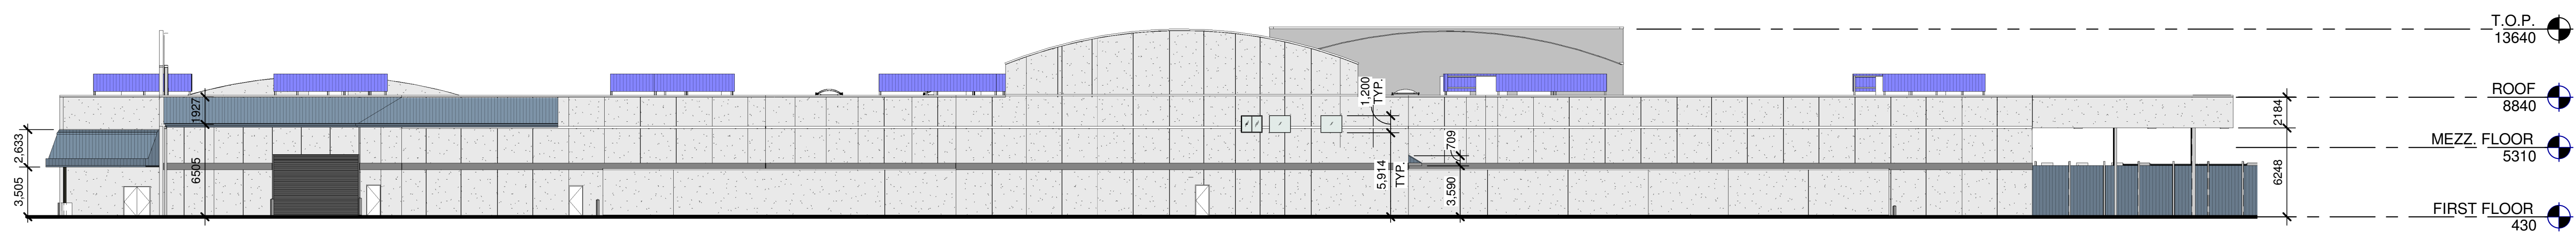 T.O.P.
13640
ROOF
8840
MEZZ. FLOOR
5310
FIRST FLOOR
430
2,633
3,505
1927
6505
1,200
TYP.
5,914
TYP.
709
3,590
2184
6248